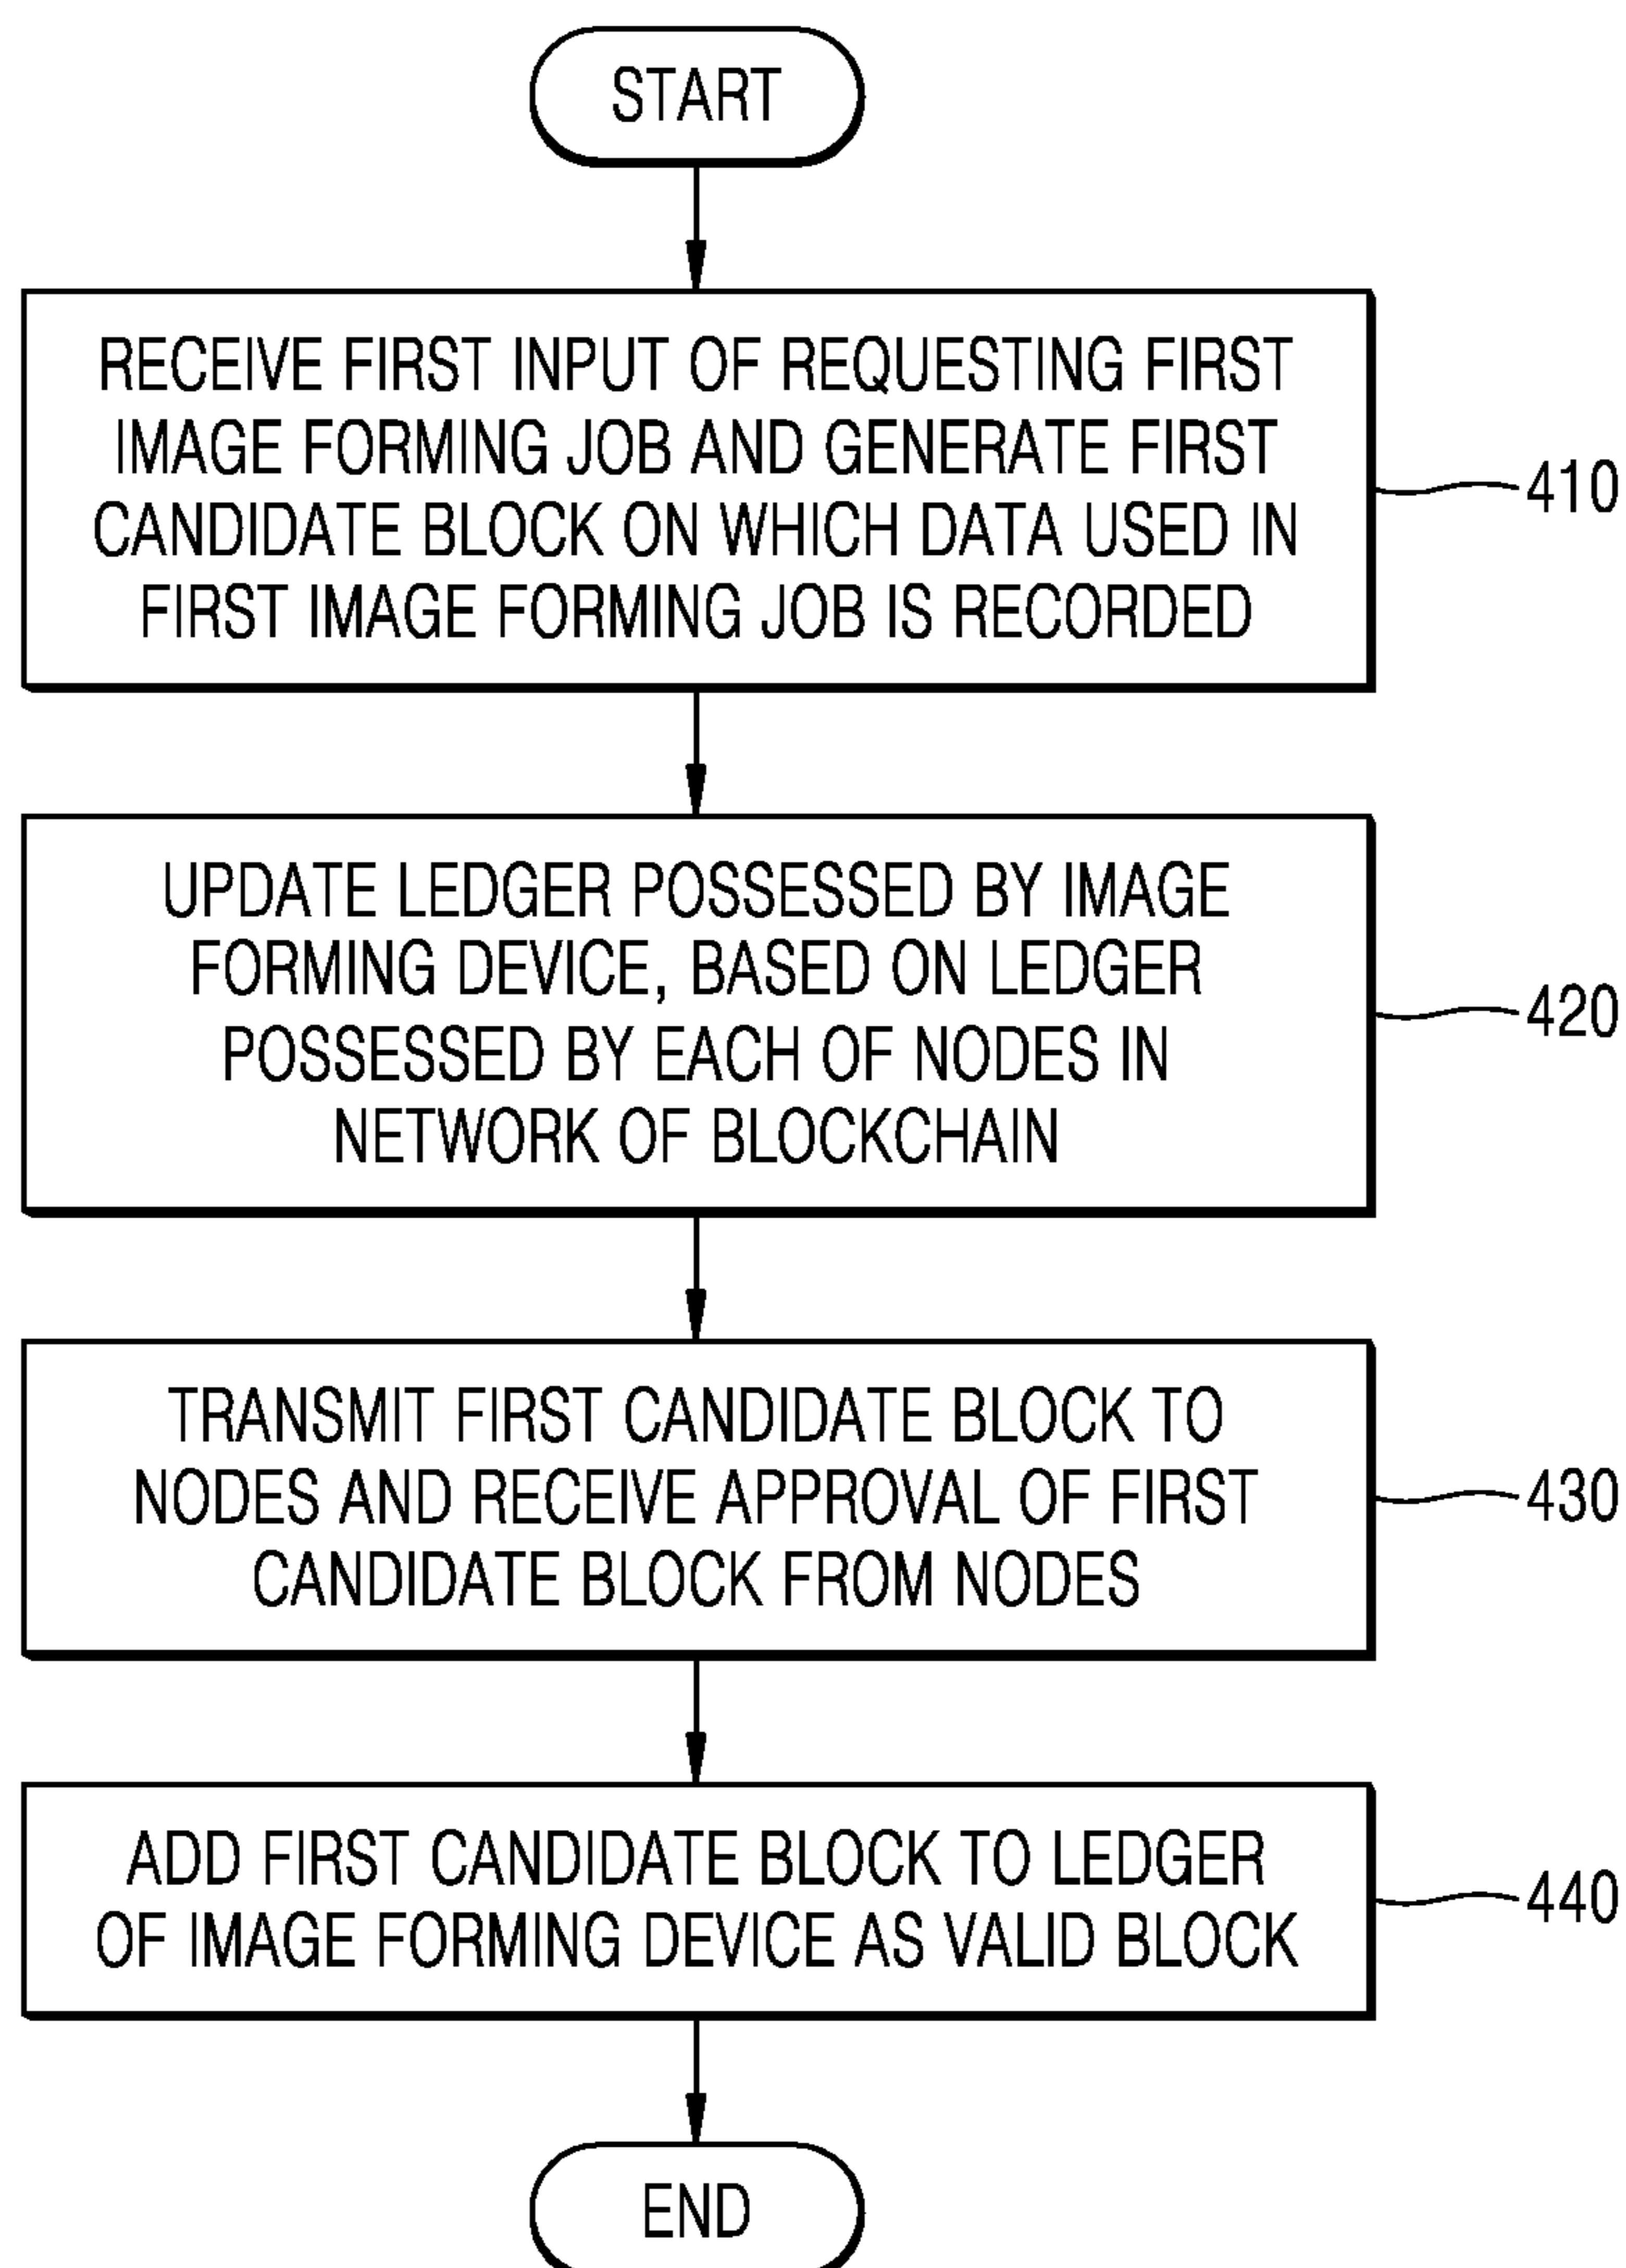 START
RECEIVE FIRST INPUT OF REQUESTING FIRST
IMAGE FORMING JOB AND GENERATE FIRST
CANDIDATE BLOCK ON WHICH DATA USED IN
FIRST IMAGE FORMING JOB IS RECORDED
410
UPDATE LEDGER POSSESSED BY IMAGE
FORMING DEVICE, BASED ON LEDGER
POSSESSED BY EACH OF NODES IN
NETWORK OF BLOCKCHAIN
420
TRANSMIT FIRST CANDIDATE BLOCK TO
NODES AND RECEIVE APPROVAL OF FIRST
CANDIDATE BLOCK FROM NODES
430
ADD FIRST CANDIDATE BLOCK TO LEDGER
OF IMAGE FORMING DEVICE AS VALID BLOCK
440
END